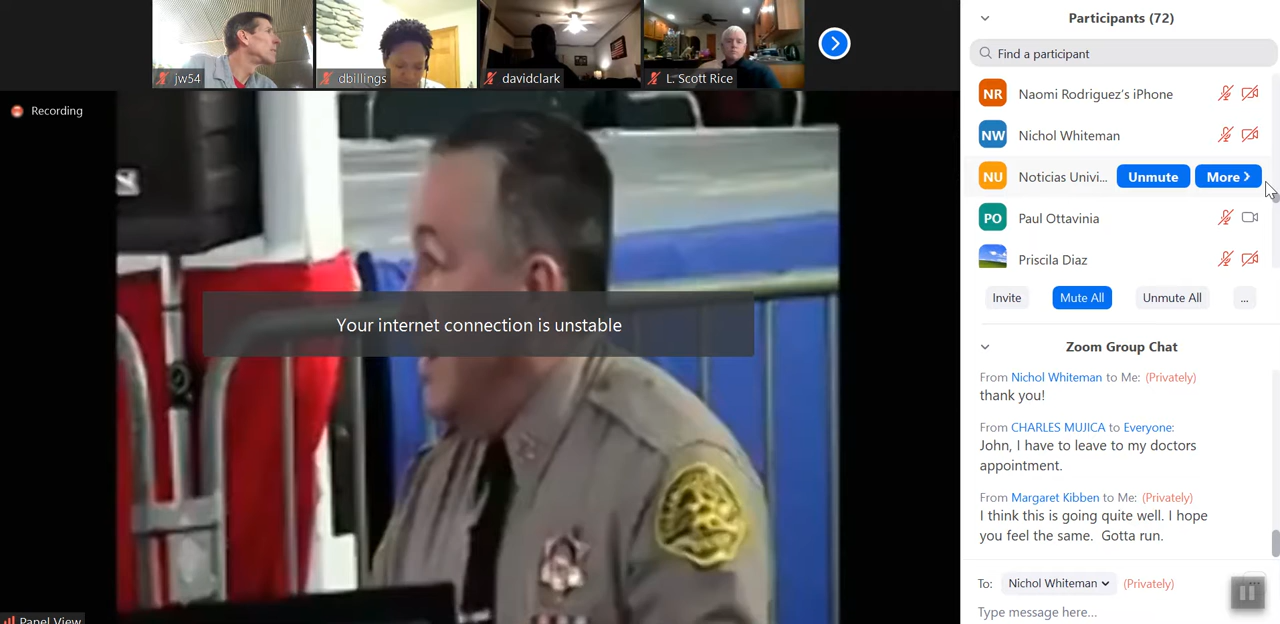 jw54
dbillings
davidclark
L. Scott Rice
Recording
Your internet connection is unstable
Panel View
Participants (72)
Find a participant
NR Naomi Rodriguez’s iPhone
NW Nichol Whiteman
NU Noticias Univi... Unmute More
PO Paul Ottavinia
Priscila Diaz
Invite Mute All Unmute All ...
Zoom Group Chat
From Nichol Whiteman to Me: (Privately)
thank you!
From CHARLES MUJICA to Everyone:
John, I have to leave to my doctors
appointment.
From Margaret Kibben to Me: (Privately)
I think this is going quite well. I hope
you feel the same. Gotta run.
To: Nichol Whiteman (Privately)
Type message here...